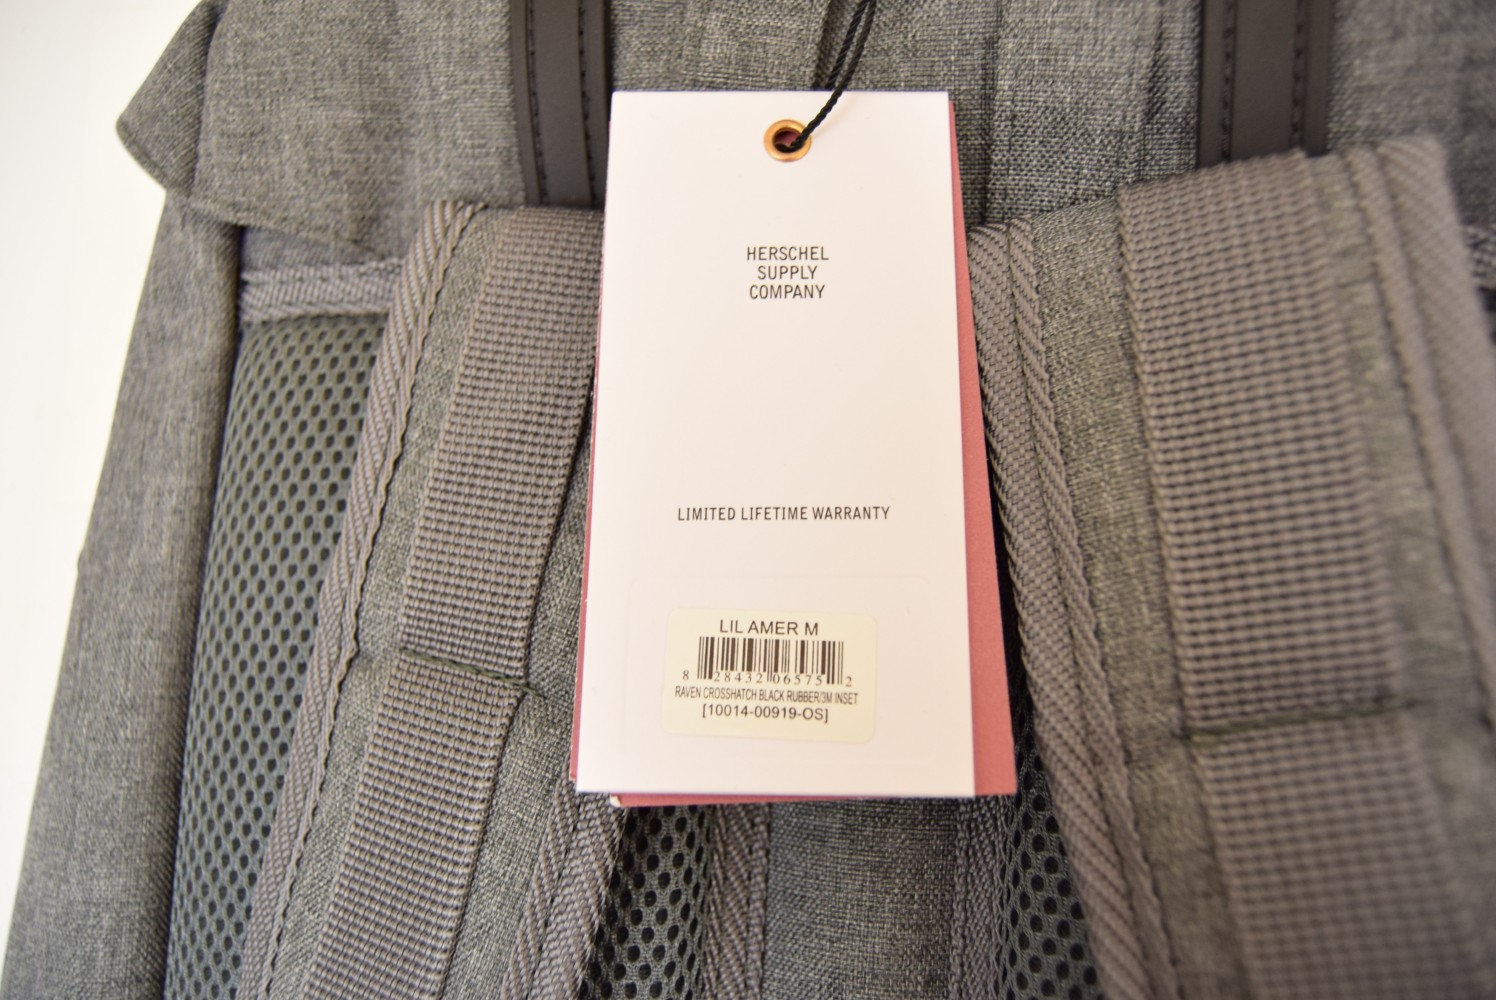 HERSCHEL
SUPPLY
COMPANY
LIMITED LIFETIME WARRANTY
LIL AMER M
8 28432 06575 2
RAVEN CROSSHATCH BLACK RUBBER/3M INSET
[10014-00919-OS]